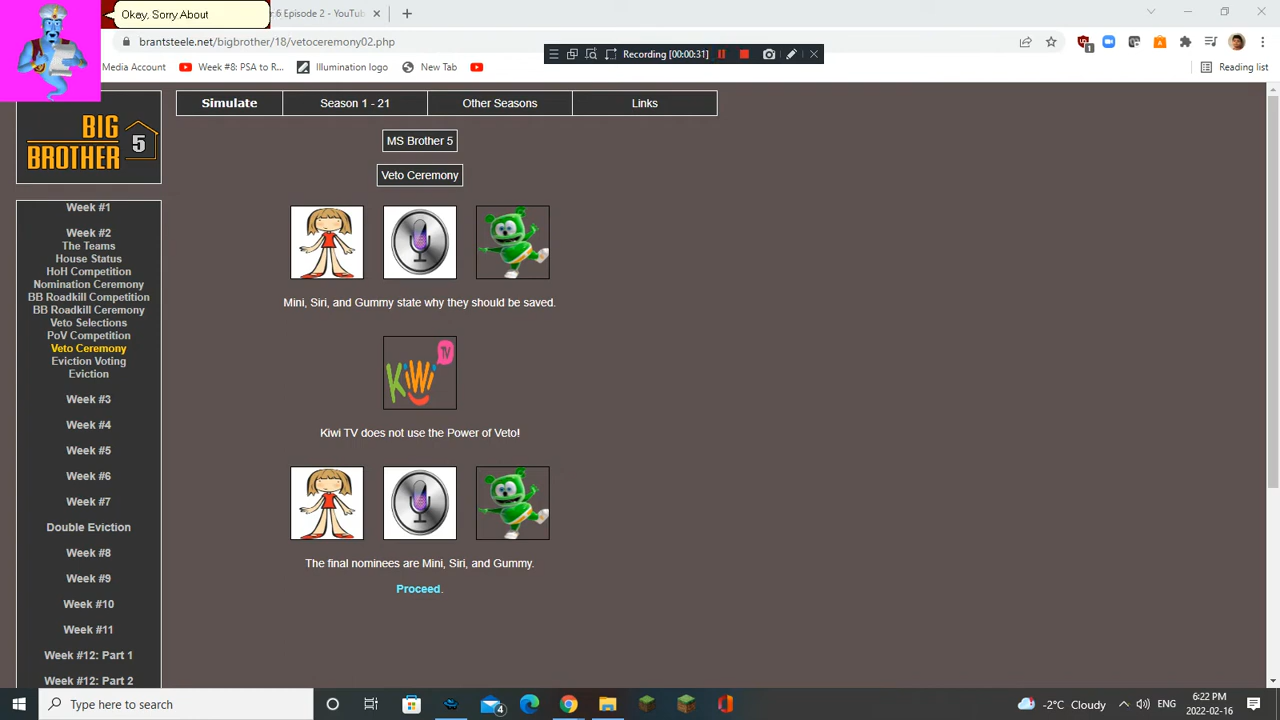 Okay, Sorry About
r 6 Episode 2 - YouTub
brantsteele.net/bigbrother/18/vetoceremony02.php
Recording [00:00:31]
Media Account
Week #8: PSA to R...
Illumination logo
New Tab
Reading list
BIG
BROTHER
5
Simulate
Season 1 - 21
Other Seasons
Links
MS Brother 5
Veto Ceremony
Week #1
Week #2
The Teams
House Status
HoH Competition
Nomination Ceremony
BB Roadkill Competition
BB Roadkill Ceremony
Veto Selections
PoV Competition
Veto Ceremony
Eviction Voting
Eviction
Week #3
Week #4
Week #5
Week #6
Week #7
Double Eviction
Week #8
Week #9
Week #10
Week #11
Week #12: Part 1
Week #12: Part 2
Mini, Siri, and Gummy state why they should be saved.
KiWi TV
Kiwi TV does not use the Power of Veto!
The final nominees are Mini, Siri, and Gummy.
Proceed.
Type here to search
4
-2°C Cloudy
ENG
6:22 PM
2022-02-16